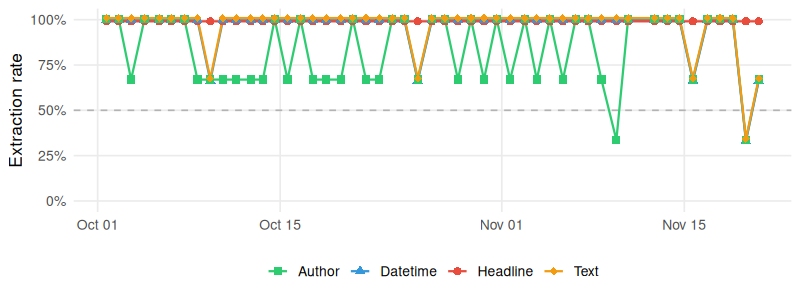 100%
75%
50%
25%
0%
Extraction rate
Oct 01
Oct 15
Nov 01
Nov 15
Author
Datetime
Headline
Text